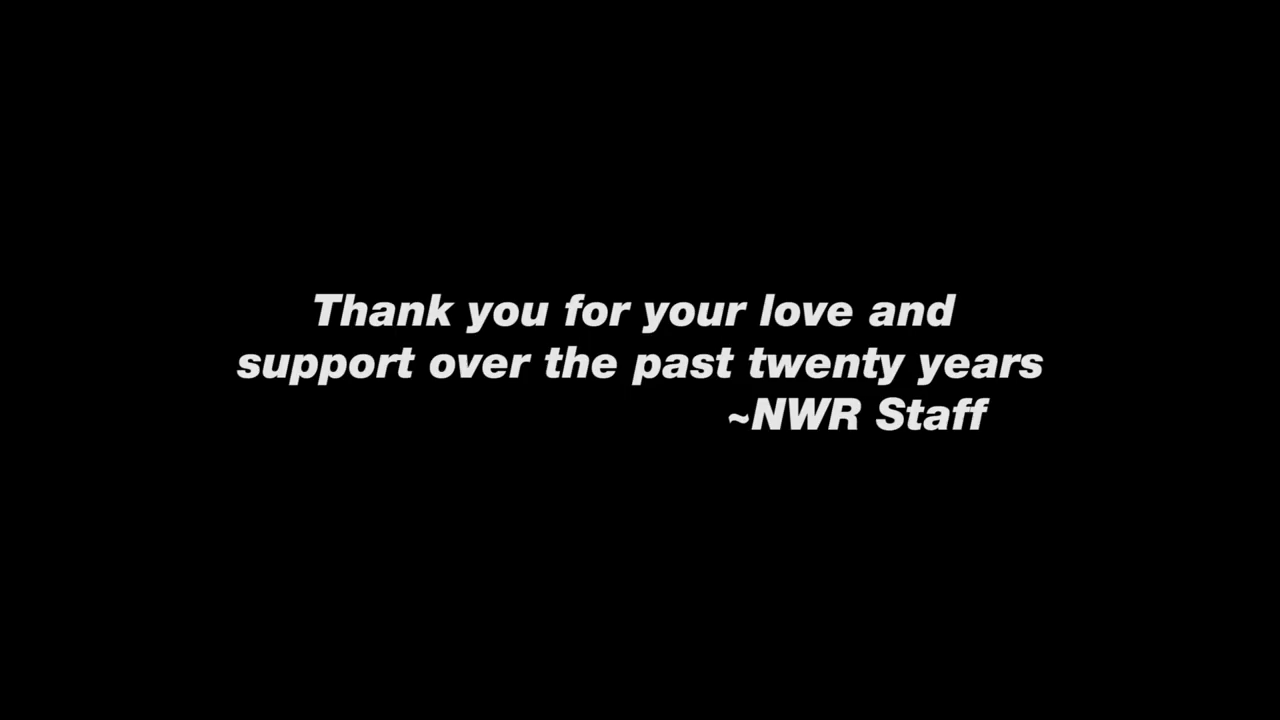 Thank you for your love and
support over the past twenty years
~NWR Staff